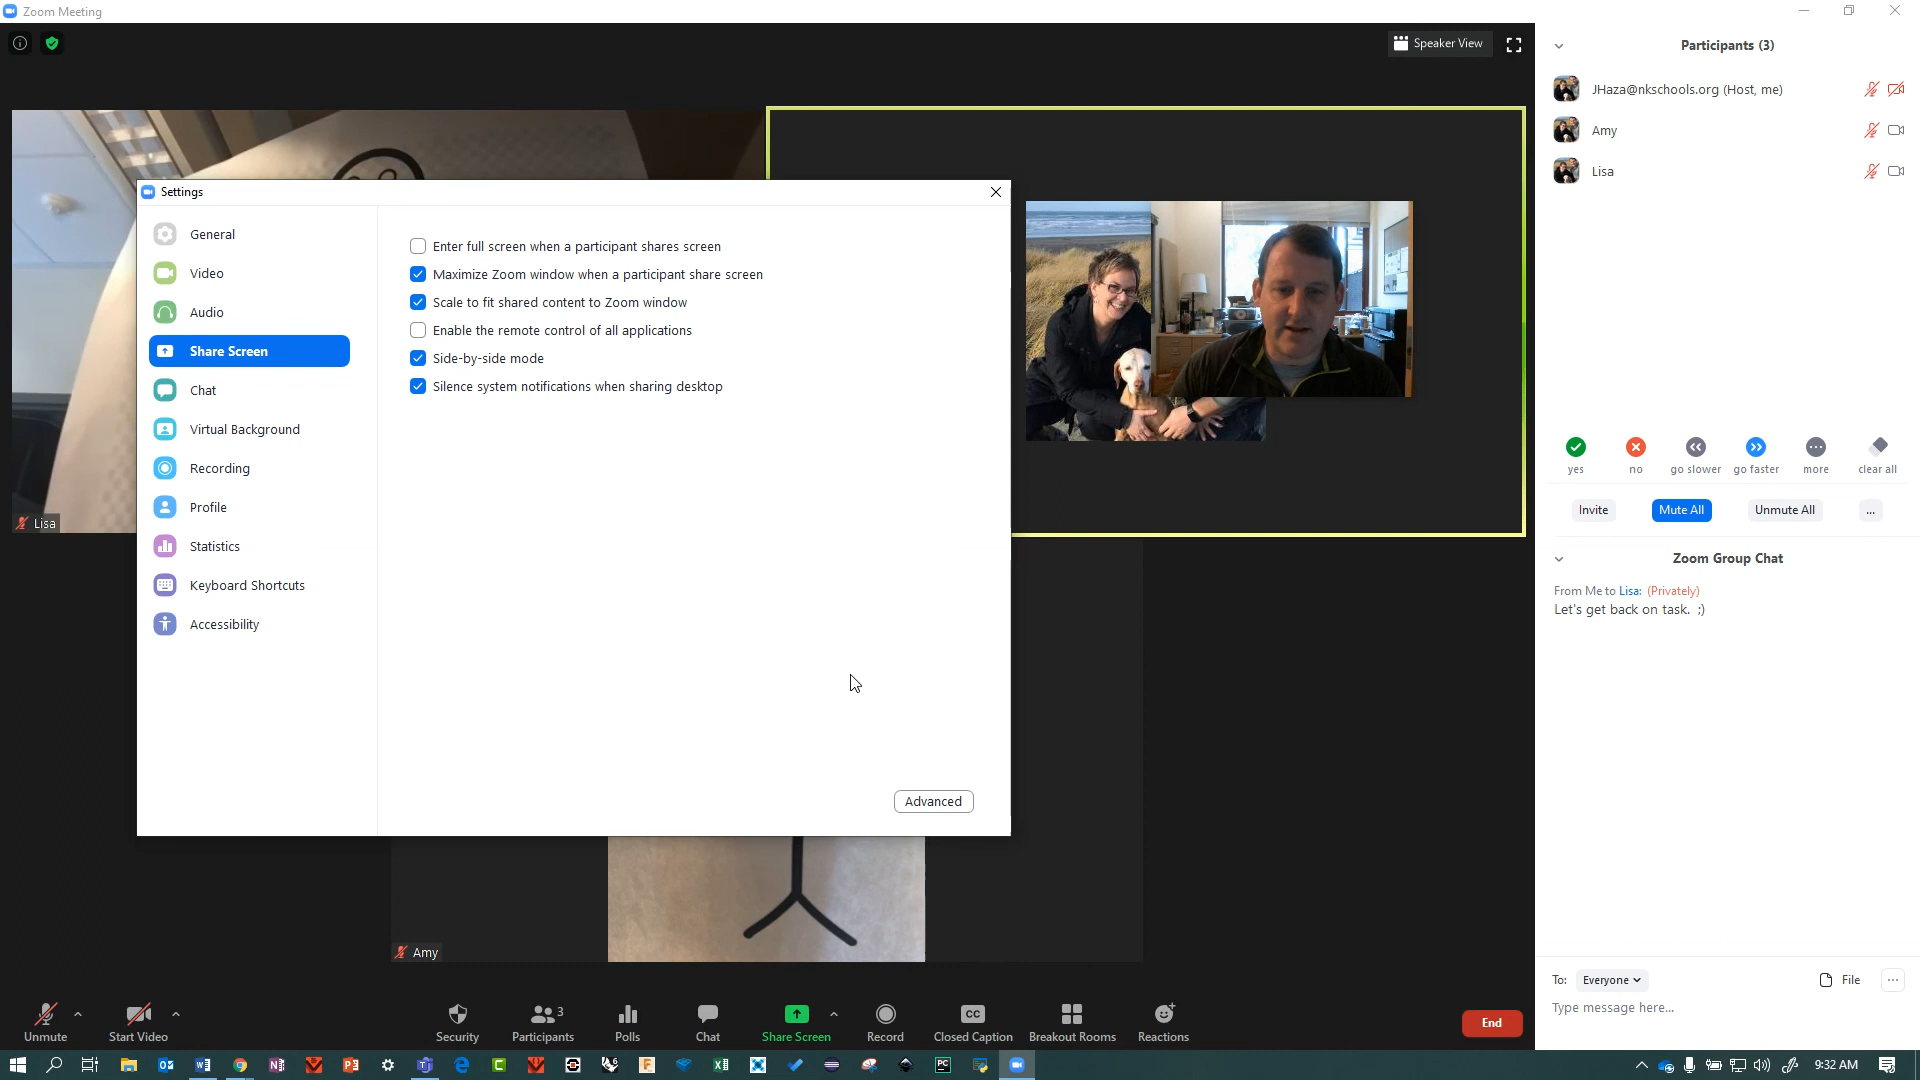 Zoom Meeting
Speaker View
Participants (3)
JHaza@nkschools.org (Host, me)
Amy
Lisa
Settings
General
Video
Audio
Share Screen
Chat
Virtual Background
Recording
Profile
Statistics
Keyboard Shortcuts
Accessibility
Enter full screen when a participant shares screen
Maximize Zoom window when a participant share screen
Scale to fit shared content to Zoom window
Enable the remote control of all applications
Side-by-side mode
Silence system notifications when sharing desktop
Advanced
Lisa
Amy
yes no go slower go faster more clear all
Invite Mute All Unmute All ...
Zoom Group Chat
From Me to Lisa: (Privately)
Let's get back on task. ;)
To: Everyone File ...
Type message here...
Unmute Start Video Security Participants 3 Polls Chat Share Screen Record CC Closed Caption Breakout Rooms Reactions End
9:32 AM